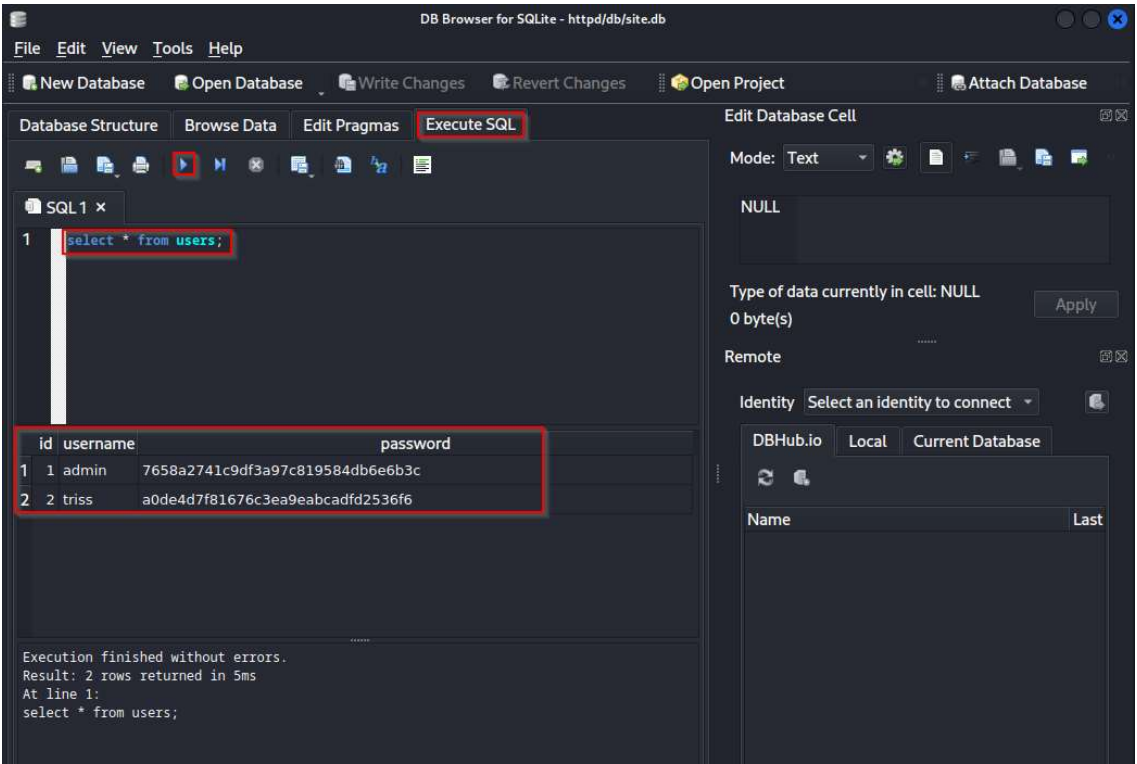 DB Browser for SQLite - httpd/db/site.db
File Edit View Tools Help
New Database Open Database Write Changes Revert Changes Open Project Attach Database
Database Structure Browse Data Edit Pragmas Execute SQL
SQL 1
1 select * from users;
id username password
1 1 admin 7658a2741c9df3a97c819584db6e6b3c
2 2 triss a0de4d7f81676c3ea9eabcadfd2536f6
Execution finished without errors.
Result: 2 rows returned in 5ms
At line 1:
select * from users;
Edit Database Cell
Mode: Text
NULL
Type of data currently in cell: NULL
0 byte(s)
Apply
Remote
Identity Select an identity to connect
DBHub.io Local Current Database
Name Last